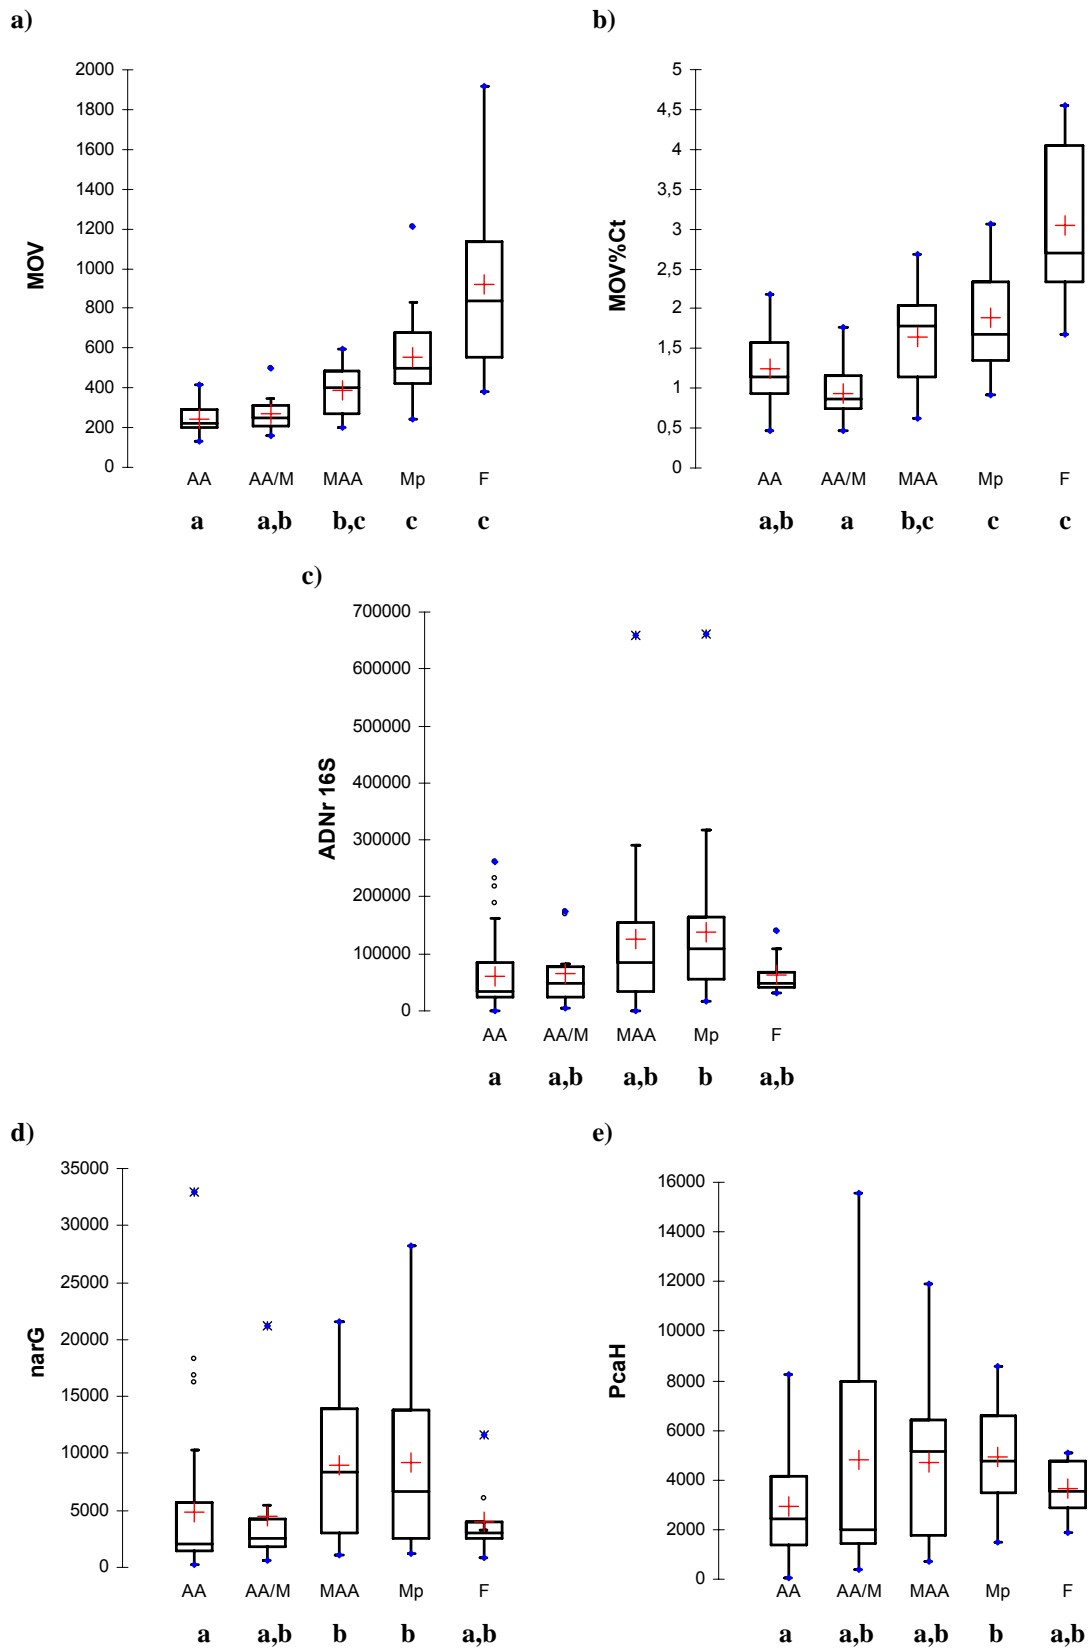 a)
MOV
2000
1800
1600
1400
1200
1000
800
600
400
200
0
AA AA/M MAA Mp F
a a,b b,c c c
b)
MOV%Ct
5
4,5
4
3,5
3
2,5
2
1,5
1
0,5
0
AA AA/M MAA Mp F
a,b a b,c c c
c)
ADNr 16S
700000
600000
500000
400000
300000
200000
100000
0
AA AA/M MAA Mp F
a a,b a,b b a,b
d)
narG
35000
30000
25000
20000
15000
10000
5000
0
AA AA/M MAA Mp F
a a,b b b a,b
e)
PcaH
16000
14000
12000
10000
8000
6000
4000
2000
0
AA AA/M MAA Mp F
a a,b a,b b a,b